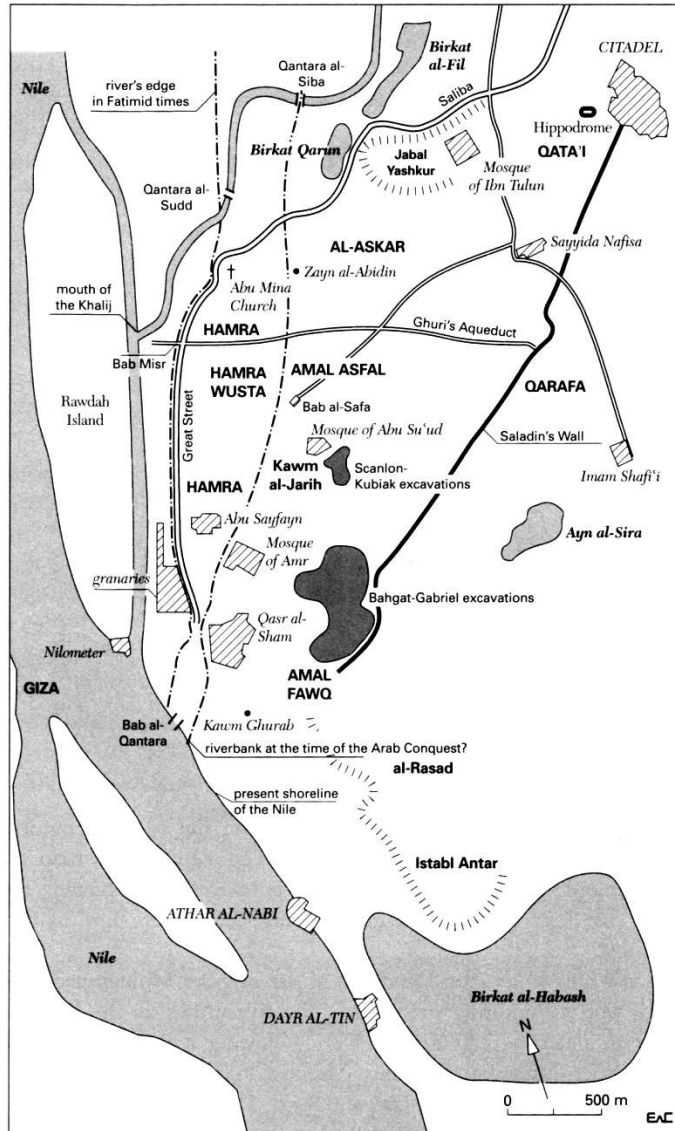 CITADEL
Birkat
al-Fil
Qantara al-
Siba
Nile
river's edge
in Fatimid times
Saliba
Hippodrome
QATA'I
Birkat Qarun
Jabal
Yashkur
Mosque
of Ibn Tulun
Qantara al-
Sudd
AL-ASKAR
Sayyida Nafisa
Abu Mina
Church
Zayn al-Abidin
mouth of
the Khalij
HAMRA
Ghuri's Aqueduct
Bab Misr
HAMRA
WUSTA
AMAL ASFAL
QARAFA
Rawdah
Island
Great Street
Bab al-Safa
Mosque of Abu Suʿud
Saladin's Wall
Kawm
al-Jarih
Scanlon-
Kubiak excavations
Imam Shafiʿi
HAMRA
Abu Sayfayn
Ayn al-Sira
Mosque
of Amr
granaries
Bahgat-Gabriel excavations
Qasr al-
Sham
Nilometer
GIZA
AMAL
FAWQ
Bab al-
Qantara
Kawm Ghurab
riverbank at the time of the Arab Conquest?
al-Rasad
present shoreline
of the Nile
Istabl Antar
ATHAR AL-NABI
Nile
Birkat al-Habash
DAYR AL-TIN
N
0 500 m
EAC